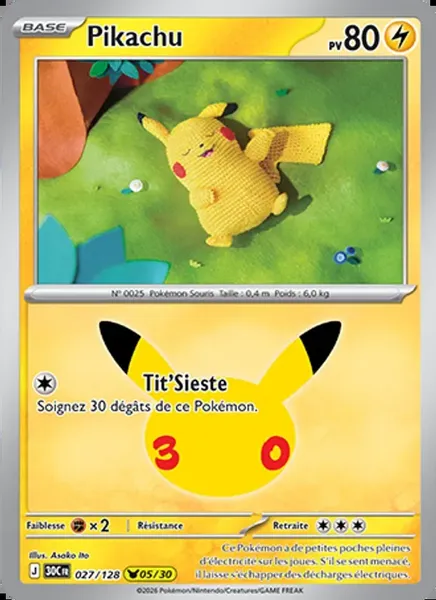 BASE Pikachu PV 80
N° 0025 Pokémon Souris Taille : 0,4 m Poids : 6,0 kg
Tit'Sieste
Soignez 30 dégâts de ce Pokémon.
3 0
Faiblesse × 2 Résistance Retraite
Illus. Asako Ito
Ce Pokémon a de petites poches pleines
d'électricité sur les joues. S'il se sent menacé,
il laisse s'échapper des décharges électriques.
J 30C FR 027/128 05/30
©2026 Pokémon/Nintendo/Creatures/GAME FREAK